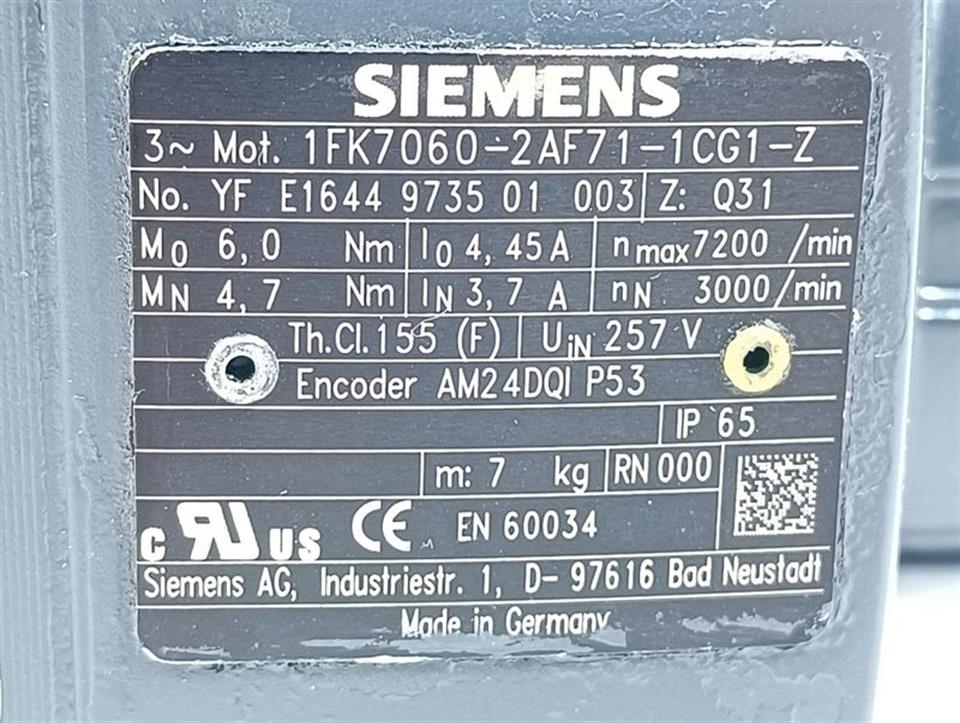 SIEMENS
3~ Mot. 1FK7060-2AF71-1CG1-Z
No. YF E1644 9735 01 003 Z: Q31
M0 6,0 Nm I0 4,45 A nmax 7200 /min
MN 4,7 Nm IN 3,7 A nN 3000/min
Th.Cl.155 (F) UiN 257 V
Encoder AM24DQI P53
IP 65
m: 7 kg RN 000
c RU US CE EN 60034
Siemens AG, Industriestr. 1, D- 97616 Bad Neustadt
Made in Germany